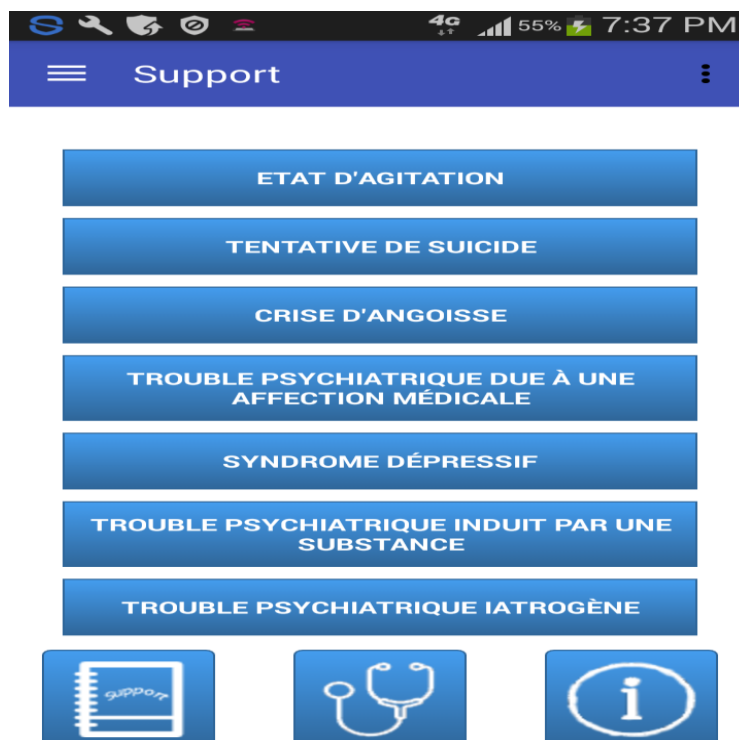 4G 55% 7:37 PM
Support
ETAT D'AGITATION
TENTATIVE DE SUICIDE
CRISE D'ANGOISSE
TROUBLE PSYCHIATRIQUE DUE À UNE
AFFECTION MÉDICALE
SYNDROME DÉPRESSIF
TROUBLE PSYCHIATRIQUE INDUIT PAR UNE
SUBSTANCE
TROUBLE PSYCHIATRIQUE IATROGÈNE
support